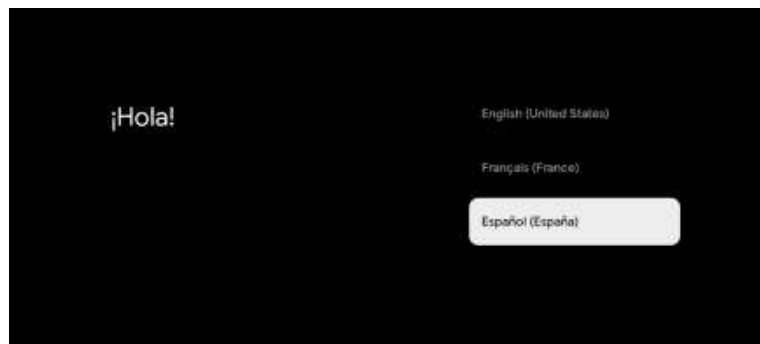 ¡Hola!
English (United States)
Français (France)
Español (España)